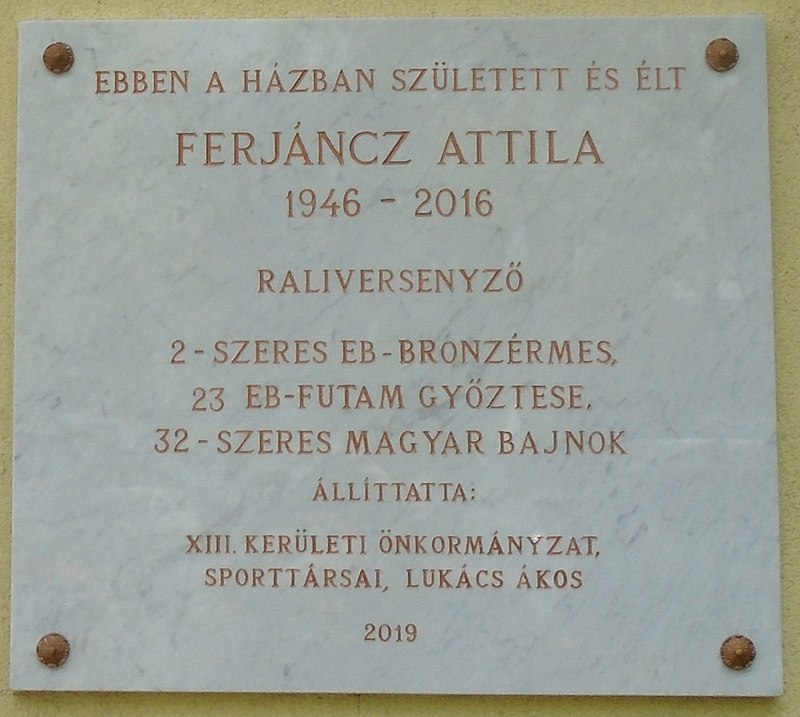 EBBEN A HÁZBAN SZÜLETETT ÉS ÉLT
FERJÁNCZ ATTILA
1946 - 2016
RALIVERSENYZŐ
2-SZERES EB-BRONZÉRMES,
23 EB-FUTAM GYŐZTESE,
32-SZERES MAGYAR BAJNOK
ÁLLÍTTATTA:
XIII. KERÜLETI ÖNKORMÁNYZAT,
SPORTTÁRSAI, LUKÁCS ÁKOS
2019